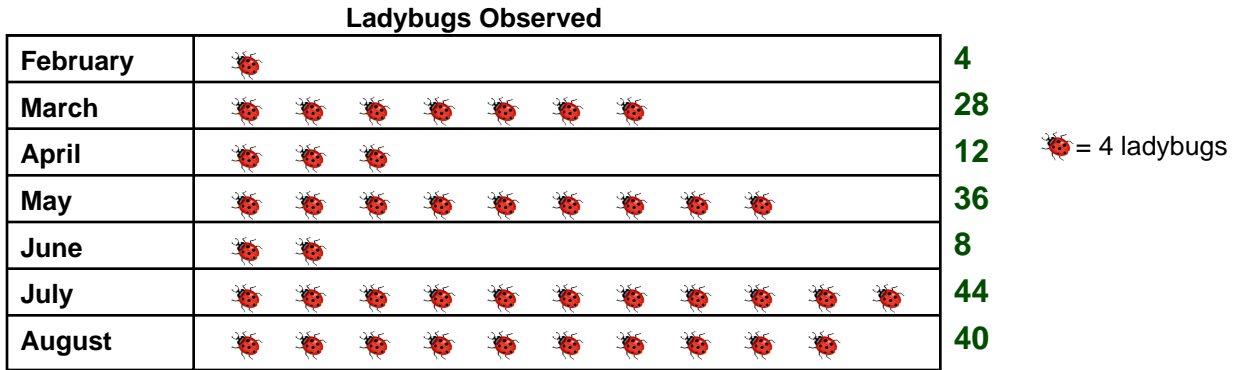 Ladybugs Observed
February 4
March 28
April 12
= 4 ladybugs
May 36
June 8
July 44
August 40